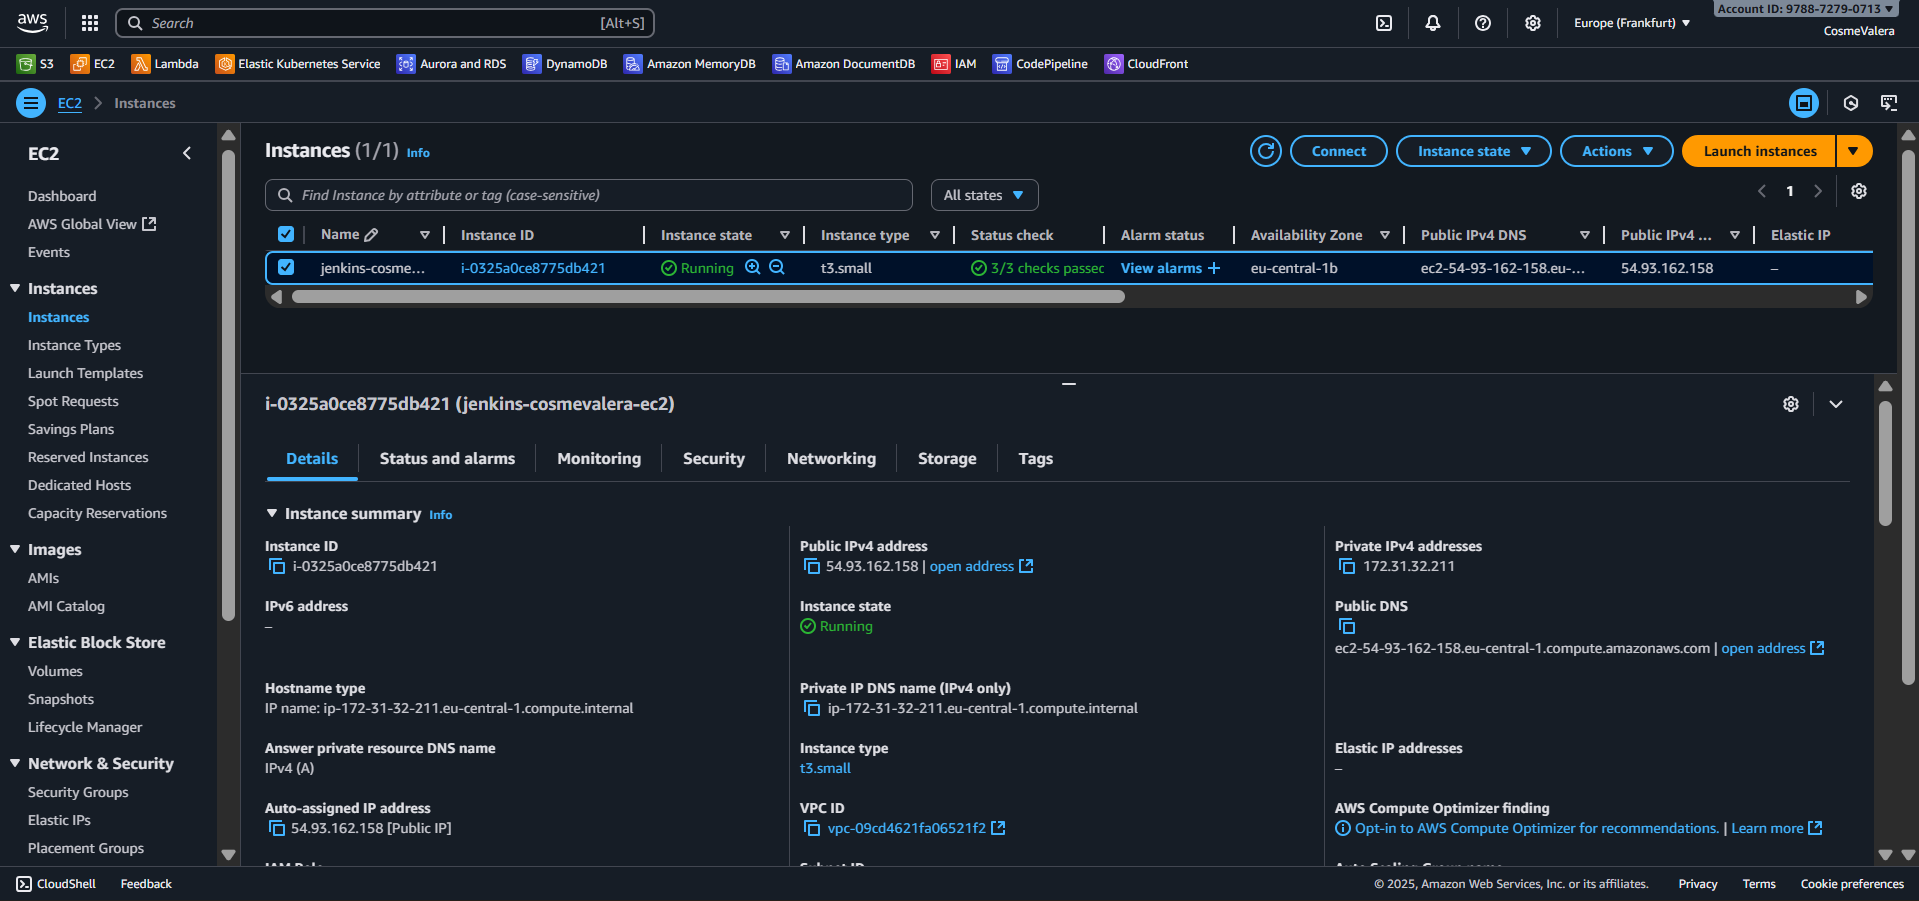 aws
Search [Alt+S]
Europe (Frankfurt)
Account ID: 9788-7279-0713
CosmeValera
S3 EC2 Lambda Elastic Kubernetes Service Aurora and RDS DynamoDB Amazon MemoryDB Amazon DocumentDB IAM CodePipeline CloudFront
EC2 Instances
EC2
Dashboard
AWS Global View
Events
Instances
Instances
Instance Types
Launch Templates
Spot Requests
Savings Plans
Reserved Instances
Dedicated Hosts
Capacity Reservations
Images
AMIs
AMI Catalog
Elastic Block Store
Volumes
Snapshots
Lifecycle Manager
Network & Security
Security Groups
Elastic IPs
Placement Groups
Instances (1/1) Info
Connect Instance state Actions Launch instances
Find Instance by attribute or tag (case-sensitive) All states 1
Name Instance ID Instance state Instance type Status check Alarm status Availability Zone Public IPv4 DNS Public IPv4 ... Elastic IP
jenkins-cosme... i-0325a0ce8775db421 Running t3.small 3/3 checks passec View alarms + eu-central-1b ec2-54-93-162-158.eu-... 54.93.162.158 –
i-0325a0ce8775db421 (jenkins-cosmevalera-ec2)
Details Status and alarms Monitoring Security Networking Storage Tags
Instance summary Info
Instance ID
i-0325a0ce8775db421
Public IPv4 address
54.93.162.158 | open address
Private IPv4 addresses
172.31.32.211
IPv6 address
–
Instance state
Running
Public DNS
ec2-54-93-162-158.eu-central-1.compute.amazonaws.com | open address
Hostname type
IP name: ip-172-31-32-211.eu-central-1.compute.internal
Private IP DNS name (IPv4 only)
ip-172-31-32-211.eu-central-1.compute.internal
Answer private resource DNS name
IPv4 (A)
Instance type
t3.small
Elastic IP addresses
–
Auto-assigned IP address
54.93.162.158 [Public IP]
VPC ID
vpc-09cd4621fa06521f2
AWS Compute Optimizer finding
Opt-in to AWS Compute Optimizer for recommendations. | Learn more
IAM Role
Subnet ID
Auto Scaling Group name
CloudShell Feedback © 2025, Amazon Web Services, Inc. or its affiliates. Privacy Terms Cookie preferences